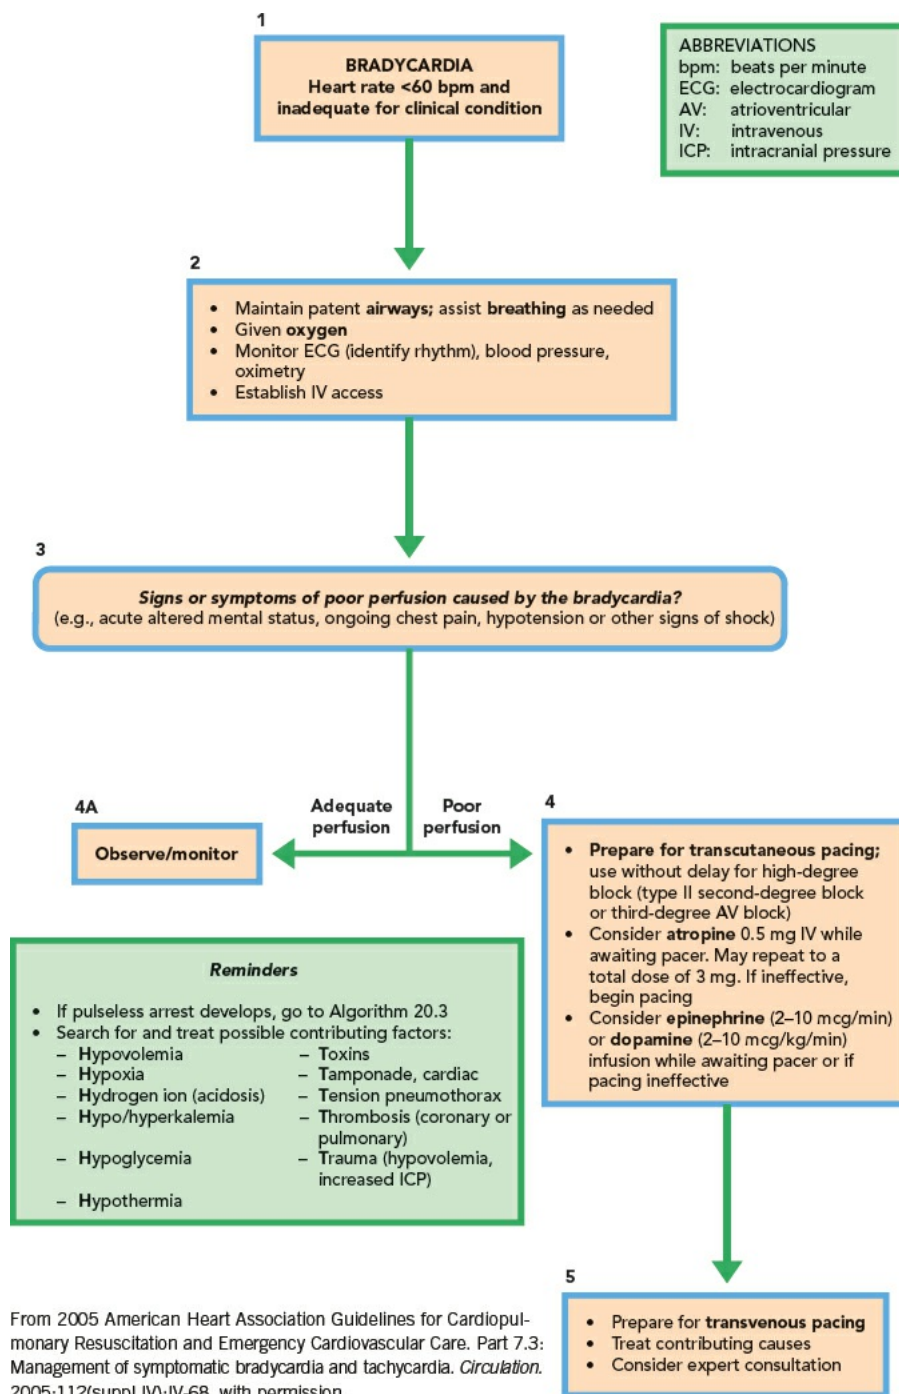 1
BRADYCARDIA
Heart rate <60 bpm and
inadequate for clinical condition
ABBREVIATIONS
bpm: beats per minute
ECG: electrocardiogram
AV: atrioventricular
IV: intravenous
ICP: intracranial pressure
2
• Maintain patent airways; assist breathing as needed
• Given oxygen
• Monitor ECG (identify rhythm), blood pressure,
oximetry
• Establish IV access
3
Signs or symptoms of poor perfusion caused by the bradycardia?
(e.g., acute altered mental status, ongoing chest pain, hypotension or other signs of shock)
Adequate
perfusion
Poor
perfusion
4A
Observe/monitor
4
• Prepare for transcutaneous pacing;
use without delay for high-degree
block (type II second-degree block
or third-degree AV block)
• Consider atropine 0.5 mg IV while
awaiting pacer. May repeat to a
total dose of 3 mg. If ineffective,
begin pacing
• Consider epinephrine (2–10 mcg/min)
or dopamine (2–10 mcg/kg/min)
infusion while awaiting pacer or if
pacing ineffective
Reminders
• If pulseless arrest develops, go to Algorithm 20.3
• Search for and treat possible contributing factors:
– Hypovolemia
– Hypoxia
– Hydrogen ion (acidosis)
– Hypo/hyperkalemia
– Hypoglycemia
– Hypothermia
– Toxins
– Tamponade, cardiac
– Tension pneumothorax
– Thrombosis (coronary or
pulmonary)
– Trauma (hypovolemia,
increased ICP)
5
• Prepare for transvenous pacing
• Treat contributing causes
• Consider expert consultation
From 2005 American Heart Association Guidelines for Cardiopul-
monary Resuscitation and Emergency Cardiovascular Care. Part 7.3:
Management of symptomatic bradycardia and tachycardia. Circulation.
2005;112(suppl IV):IV-68, with permission